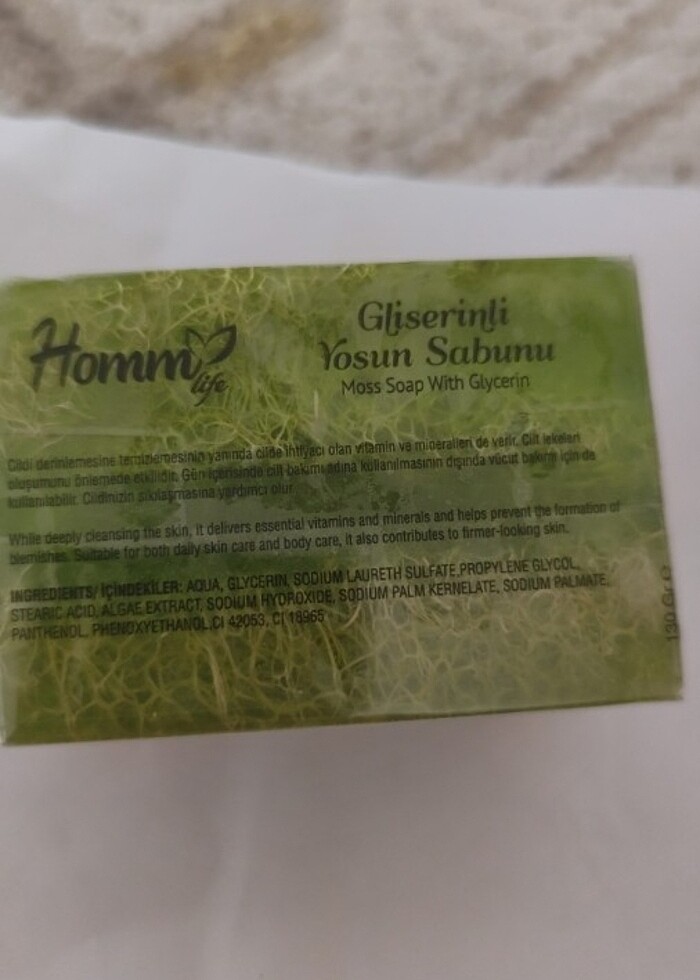 Homm
life
Gliserinli
Yosun Sabunu
Moss Soap With Glycerin
Cildi derinlemesine temizlemesinin yanında cilde ihtiyacı olan vitamin ve mineralleri de verir. Cilt lekeleri
oluşumunu önlemede etkilidir. Gün içerisinde cilt bakımı adına kullanılmasının dışında vücut bakımı için de
kullanılabilir. Cildinizin sıkılaşmasına yardımcı olur.
While deeply cleansing the skin, it delivers essential vitamins and minerals and helps prevent the formation of
blemishes. Suitable for both daily skin care and body care, it also contributes to firmer-looking skin.
INGREDIENTS/ İÇİNDEKİLER: AQUA, GLYCERIN, SODIUM LAURETH SULFATE,PROPYLENE GLYCOL,
STEARIC ACID, ALGAE EXTRACT, SODIUM HYDROXIDE, SODIUM PALM KERNELATE, SODIUM PALMATE,
PANTHENOL, PHENOXYETHANOL,CI 42053, CI 18965
130 Gr e